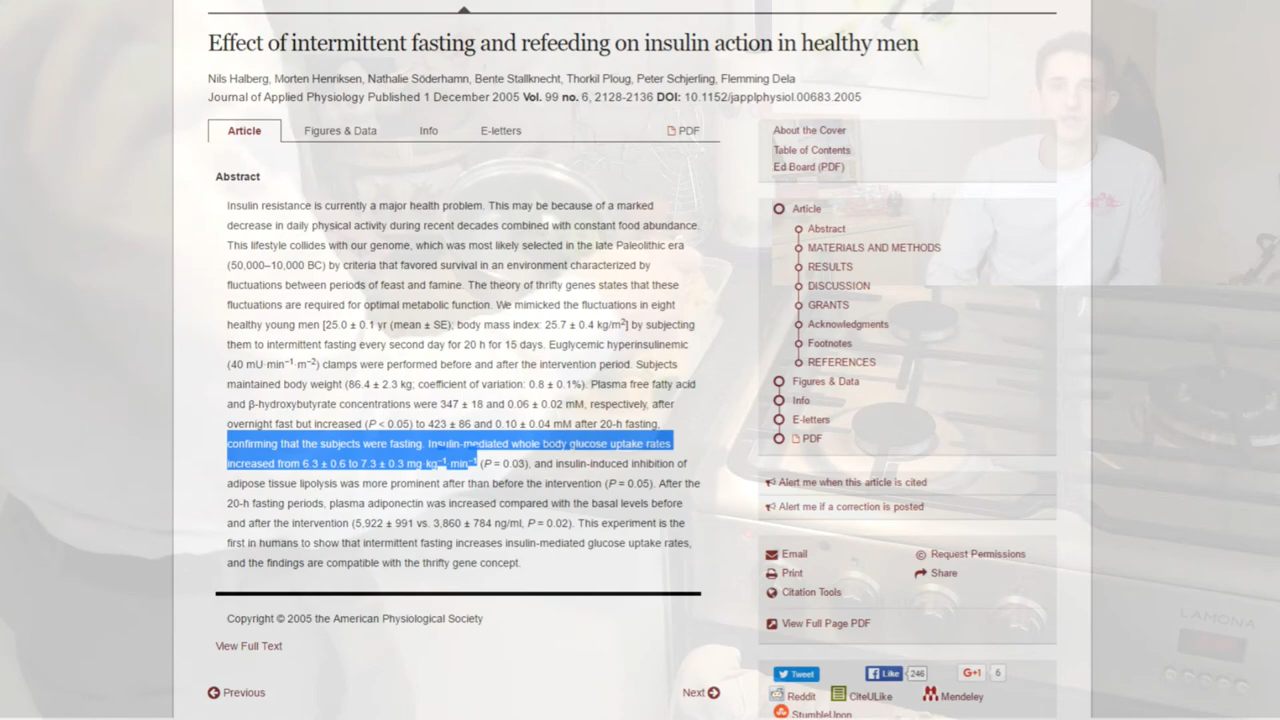 Effect of intermittent fasting and refeeding on insulin action in healthy men
Nils Halberg, Morten Henriksen, Nathalie Söderhamn, Bente Stallknecht, Thorkil Ploug, Peter Schjerling, Flemming Dela
Journal of Applied Physiology Published 1 December 2005 Vol. 99 no. 6, 2128-2136 DOI: 10.1152/japplphysiol.00683.2005
Article Figures & Data Info E-letters PDF
Abstract
Insulin resistance is currently a major health problem. This may be because of a marked
decrease in daily physical activity during recent decades combined with constant food abundance.
This lifestyle collides with our genome, which was most likely selected in the late Paleolithic era
(50,000–10,000 BC) by criteria that favored survival in an environment characterized by
fluctuations between periods of feast and famine. The theory of thrifty genes states that these
fluctuations are required for optimal metabolic function. We mimicked the fluctuations in eight
healthy young men [25.0 ± 0.1 yr (mean ± SE); body mass index: 25.7 ± 0.4 kg/m²] by subjecting
them to intermittent fasting every second day for 20 h for 15 days. Euglycemic hyperinsulinemic
(40 mU·min⁻¹·m⁻²) clamps were performed before and after the intervention period. Subjects
maintained body weight (86.4 ± 2.3 kg; coefficient of variation: 0.8 ± 0.1%). Plasma free fatty acid
and β-hydroxybutyrate concentrations were 347 ± 18 and 0.06 ± 0.02 mM, respectively, after
overnight fast but increased (P < 0.05) to 423 ± 86 and 0.10 ± 0.04 mM after 20-h fasting,
confirming that the subjects were fasting. Insulin-mediated whole body glucose uptake rates
increased from 6.3 ± 0.6 to 7.3 ± 0.3 mg·kg⁻¹·min⁻¹ (P = 0.03), and insulin-induced inhibition of
adipose tissue lipolysis was more prominent after than before the intervention (P = 0.05). After the
20-h fasting periods, plasma adiponectin was increased compared with the basal levels before
and after the intervention (5,922 ± 991 vs. 3,860 ± 784 ng/ml, P = 0.02). This experiment is the
first in humans to show that intermittent fasting increases insulin-mediated glucose uptake rates,
and the findings are compatible with the thrifty gene concept.
Copyright © 2005 the American Physiological Society
View Full Text
Previous Next
About the Cover
Table of Contents
Ed Board (PDF)
Article
Abstract
MATERIALS AND METHODS
RESULTS
DISCUSSION
GRANTS
Acknowledgments
Footnotes
REFERENCES
Figures & Data
Info
E-letters
PDF
Alert me when this article is cited
Alert me if a correction is posted
Email © Request Permissions
Print Share
Citation Tools
View Full Page PDF
Tweet Like 246 G+1 6
Reddit CiteULike Mendeley
StumbleUpon
LAMONA